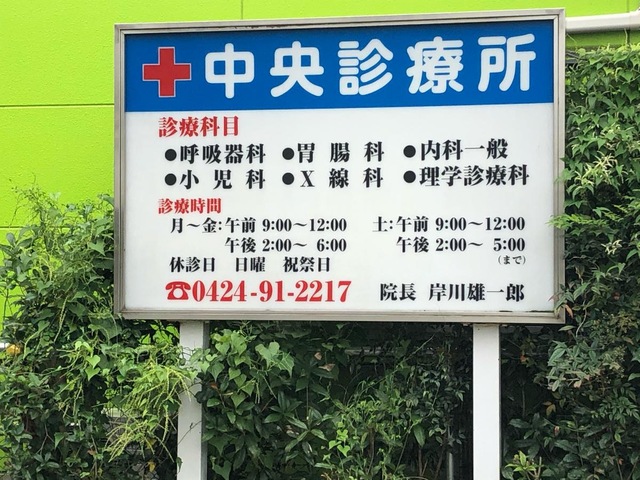 中央診療所
診療科目
●呼吸器科 ●胃腸科 ●内科一般
●小児科 ●X線科 ●理学診療科
診療時間
月～金:午前 9:00～12:00 土:午前 9:00～12:00
午後 2:00～ 6:00 午後 2:00～ 5:00
(まで)
休診日 日曜 祝祭日
☎0424-91-2217 院長 岸川雄一郎